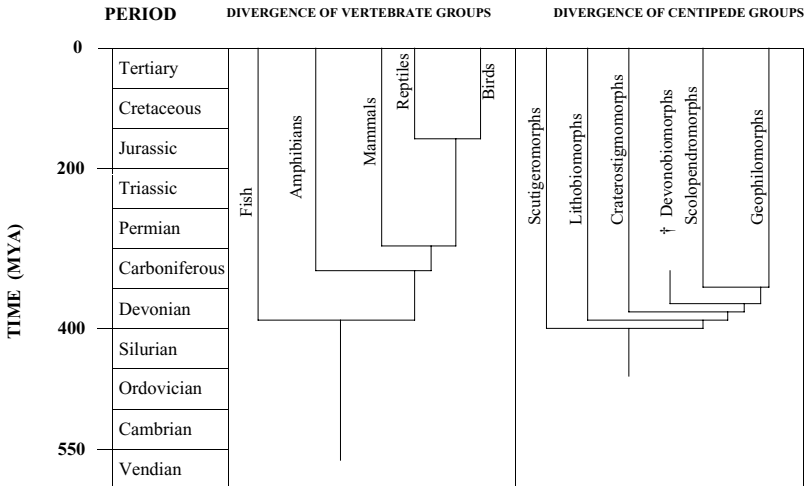 PERIOD
DIVERGENCE OF VERTEBRATE GROUPS
DIVERGENCE OF CENTIPEDE GROUPS
TIME (MYA)
0
200
400
550
Tertiary
Cretaceous
Jurassic
Triassic
Permian
Carboniferous
Devonian
Silurian
Ordovician
Cambrian
Vendian
Fish
Amphibians
Mammals
Reptiles
Birds
Scutigeromorphs
Lithobiomorphs
Craterostigmomorphs
† Devonobiomorphs
Scolopendromorphs
Geophilomorphs